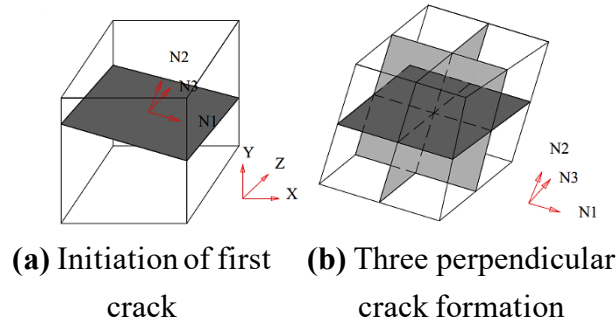 N2
N3
N1
Y
Z
X
N2
N3
N1
(a) Initiation of first
crack
(b) Three perpendicular
crack formation